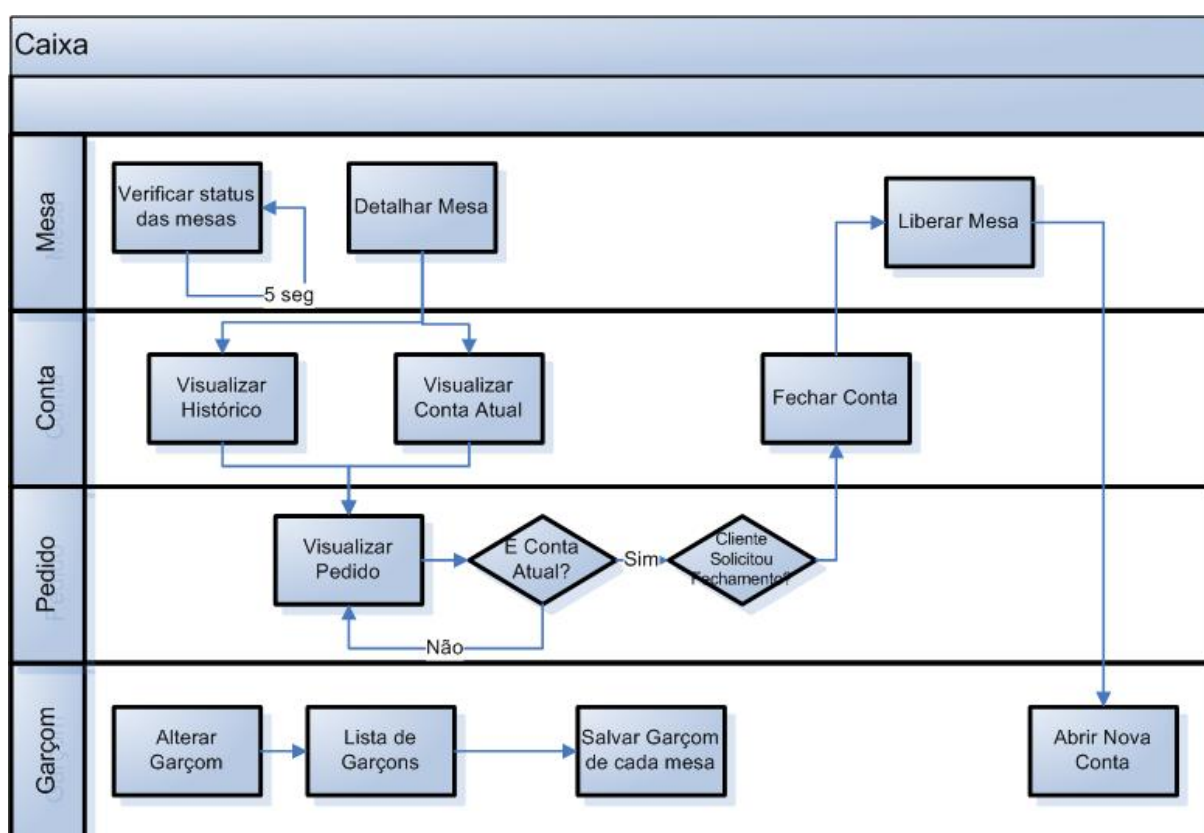 Caixa
Mesa
Verificar status
das mesas
5 seg
Detalhar Mesa
Liberar Mesa
Conta
Visualizar
Histórico
Visualizar
Conta Atual
Fechar Conta
Pedido
Visualizar
Pedido
E Conta
Atual?
Sim
Não
Cliente
Solicitou
Fechamento?
Garçom
Alterar
Garçom
Lista de
Garçons
Salvar Garçom
de cada mesa
Abrir Nova
Conta